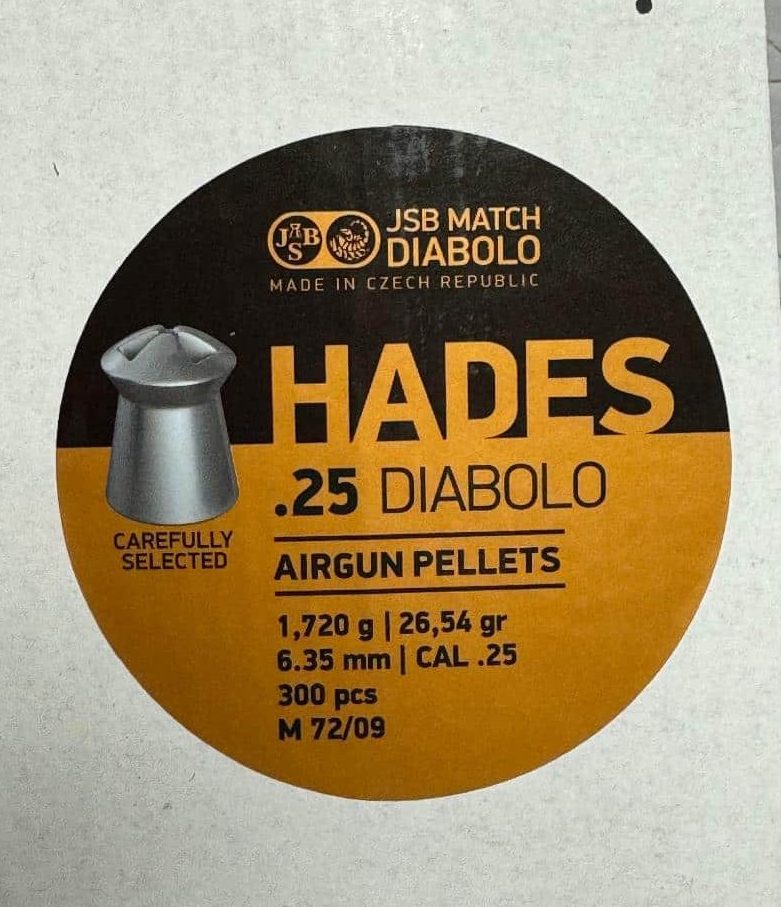 JSB
JSB MATCH
DIABOLO
MADE IN CZECH REPUBLIC
HADES
.25 DIABOLO
CAREFULLY
SELECTED
AIRGUN PELLETS
1,720 g | 26,54 gr
6.35 mm | CAL .25
300 pcs
M 72/09